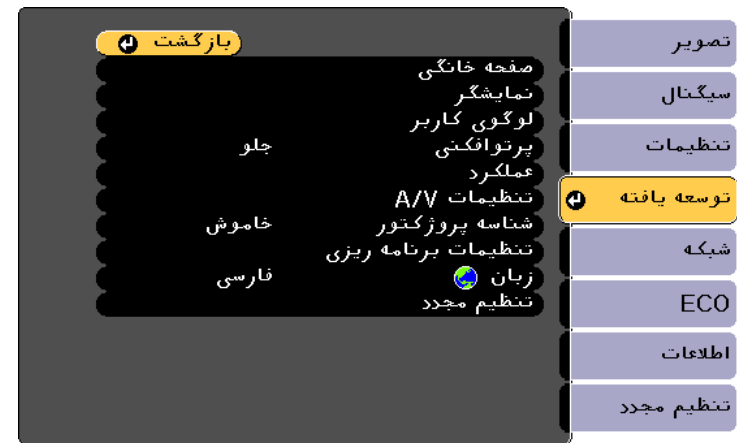 تصویر
سیگنال
تنظیمات
توسعه یافته
شبکه
ECO
اطلاعات
تنظیم مجدد
بازگشت
صفحه خانگی
نمایشگر
لوگوی کاربر
پرتوافکنی جلو
عملکرد
تنظیمات A/V
شناسه پروژکتور خاموش
تنظیمات برنامه ریزی
زبان فارسی
تنظیم مجدد